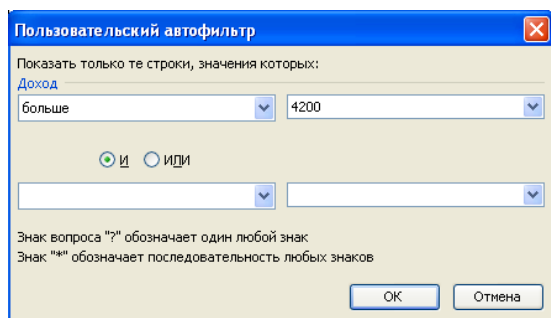 Пользовательский автофильтр
Показать только те строки, значения которых:
Доход
больше 4200
И ИЛИ
Знак вопроса "?" обозначает один любой знак
Знак "*" обозначает последовательность любых знаков
ОК Отмена